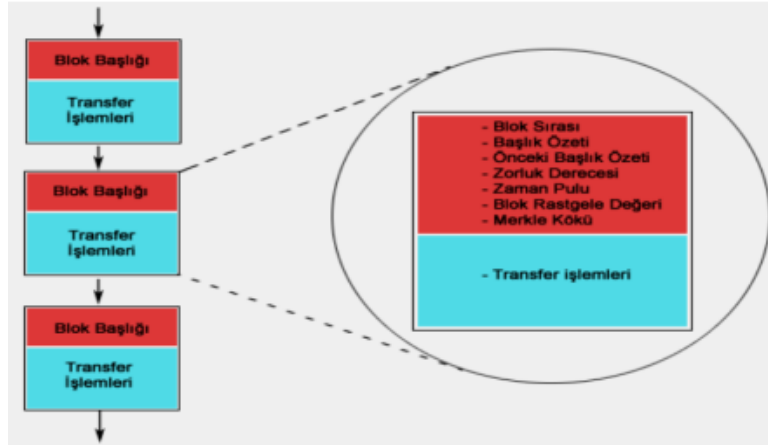 Blok Başlığı
Transfer
İşlemleri
Blok Başlığı
Transfer
İşlemleri
Blok Başlığı
Transfer
İşlemleri
- Blok Sırası
- Başlık Özeti
- Önceki Başlık Özeti
- Zorluk Derecesi
- Zaman Pulu
- Blok Rastgele Değeri
- Merkle Kökü
- Transfer işlemleri